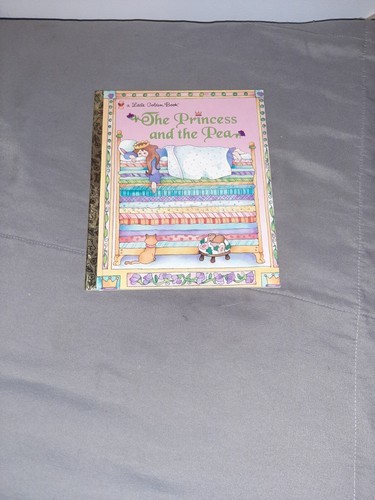 a Little Golden Book®
The Princess
and the Pea